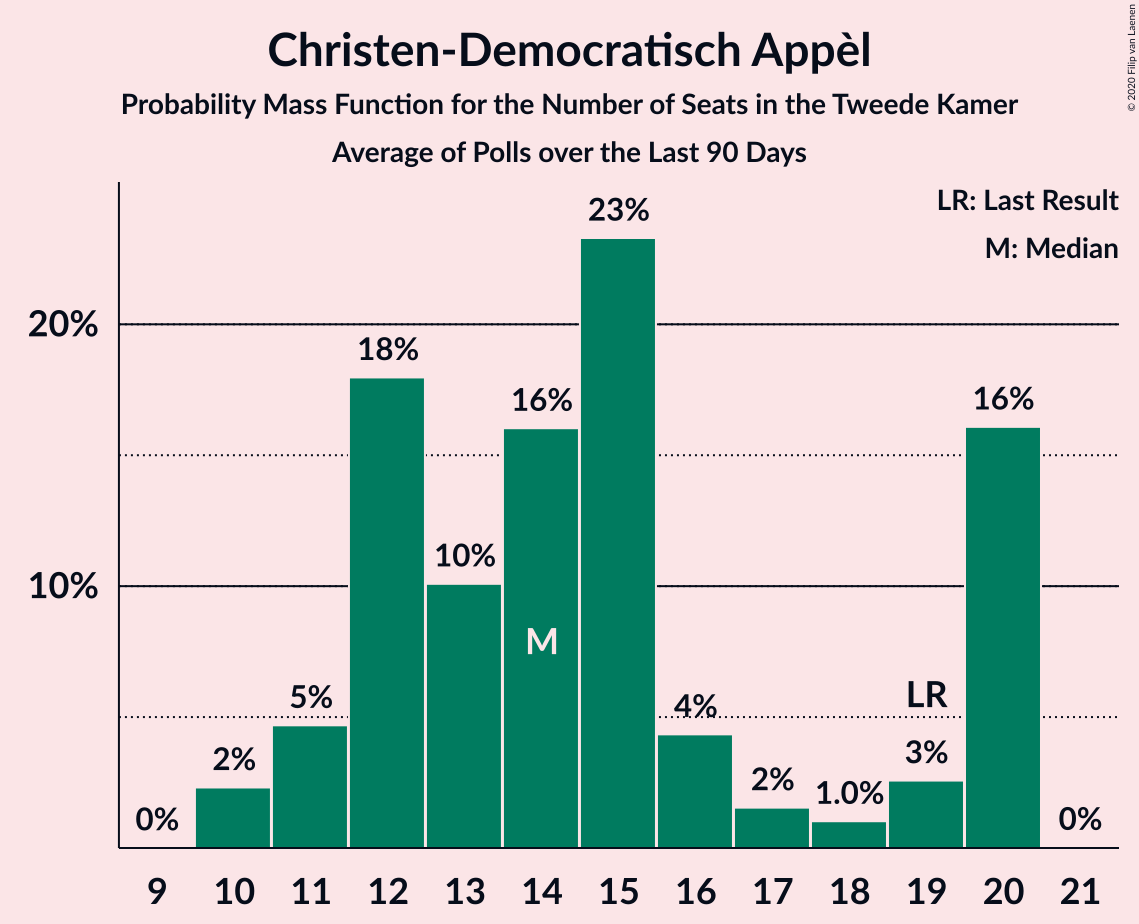 Christen-Democratisch Appèl
Probability Mass Function for the Number of Seats in the Tweede Kamer
Average of Polls over the Last 90 Days
© 2020 Filip van Laenen
LR: Last Result
M: Median
23%
20%
18%
16%
16%
10%
10%
M
5%
4%
LR
2%
3%
2%
1.0%
0%
0%
9 10 11 12 13 14 15 16 17 18 19 20 21